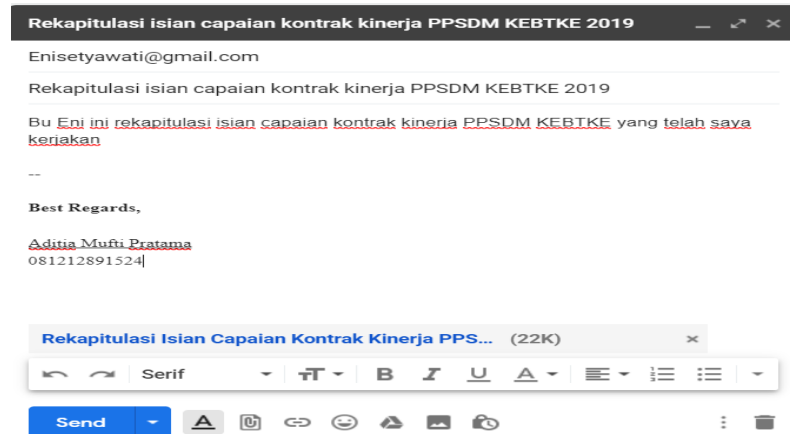 Rekapitulasi isian capaian kontrak kinerja PPSDM KEBTKE 2019
Enisetyawati@gmail.com
Rekapitulasi isian capaian kontrak kinerja PPSDM KEBTKE 2019
Bu Eni ini rekapitulasi isian capaian kontrak kinerja PPSDM KEBTKE yang telah saya
kerjakan
--
Best Regards,
Aditia Mufti Pratama
081212891524
Rekapitulasi Isian Capaian Kontrak Kinerja PPS... (22K)
Serif
Send